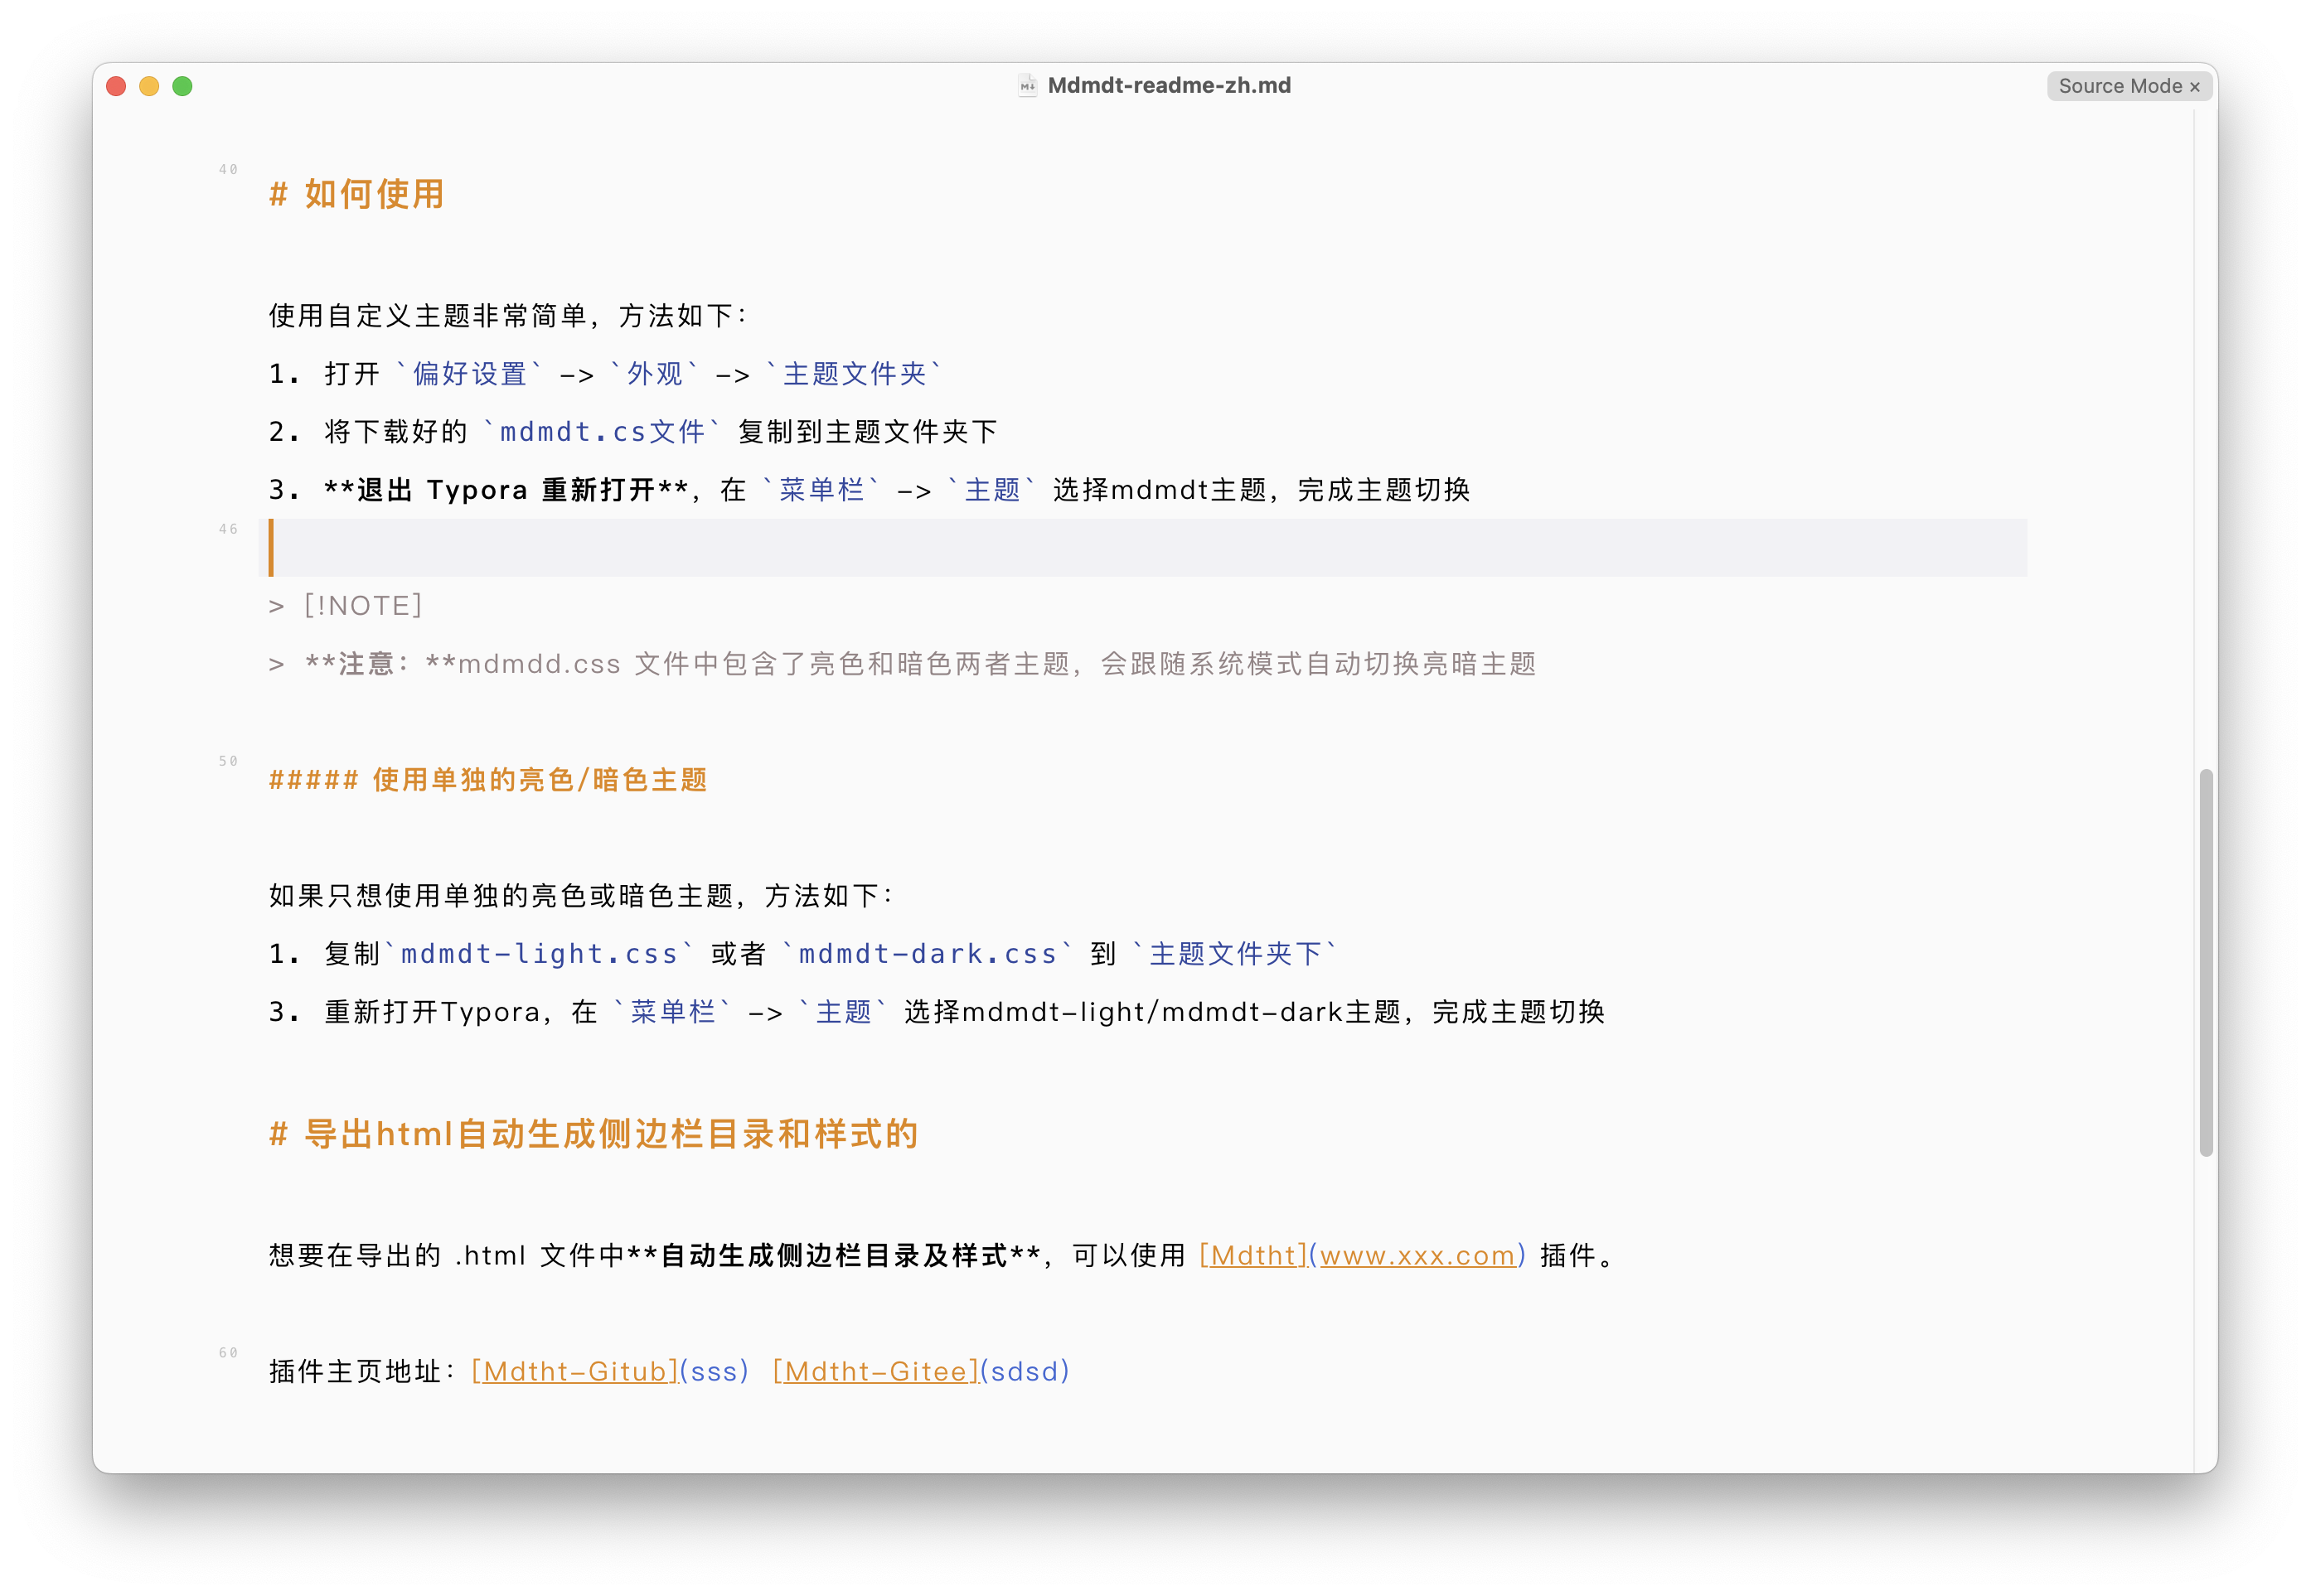 Mdmdt-readme-zh.md
Source Mode ×
40
# 如何使用
使用自定义主题非常简单，方法如下：
1. 打开 `偏好设置` -> `外观` -> `主题文件夹`
2. 将下载好的 `mdmdt.cs文件` 复制到主题文件夹下
3. **退出 Typora 重新打开**，在 `菜单栏` -> `主题` 选择mdmdt主题，完成主题切换
46
> [!NOTE]
> **注意：**mdmdd.css 文件中包含了亮色和暗色两者主题，会跟随系统模式自动切换亮暗主题
50
##### 使用单独的亮色/暗色主题
如果只想使用单独的亮色或暗色主题，方法如下：
1. 复制`mdmdt-light.css` 或者 `mdmdt-dark.css` 到 `主题文件夹下`
3. 重新打开Typora，在 `菜单栏` -> `主题` 选择mdmdt-light/mdmdt-dark主题，完成主题切换
# 导出html自动生成侧边栏目录和样式的
想要在导出的 .html 文件中**自动生成侧边栏目录及样式**，可以使用 [Mdtht](www.xxx.com) 插件。
60
插件主页地址：[Mdtht-Gitub](sss) [Mdtht-Gitee](sdsd)